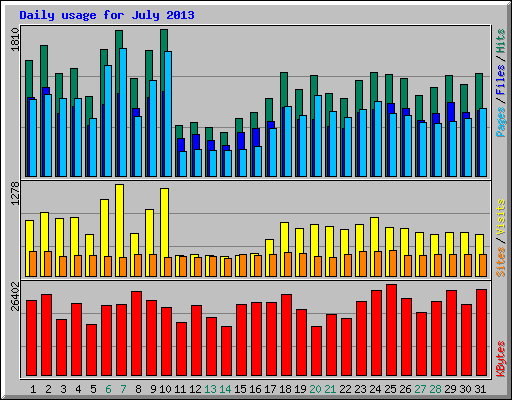 Daily usage for July 2013
1810
Pages / Files / Hits
1278
Sites / Visits
26402
KBytes
1 2 3 4 5 6 7 8 9 10 11 12 13 14 15 16 17 18 19 20 21 22 23 24 25 26 27 28 29 30 31